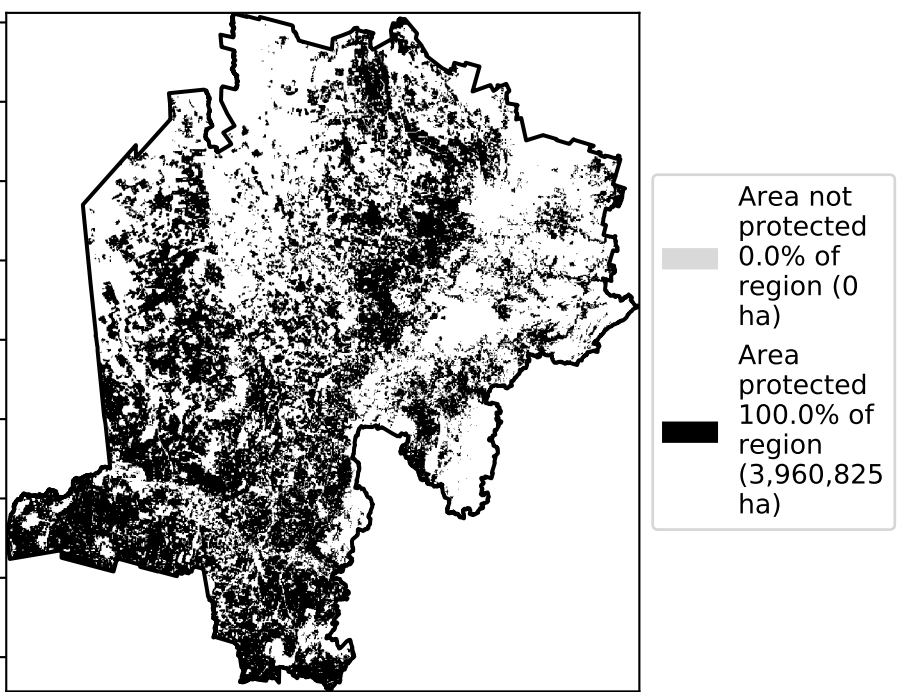 Area not
protected
0.0% of
region (0
ha)
Area
protected
100.0% of
region
(3,960,825
ha)